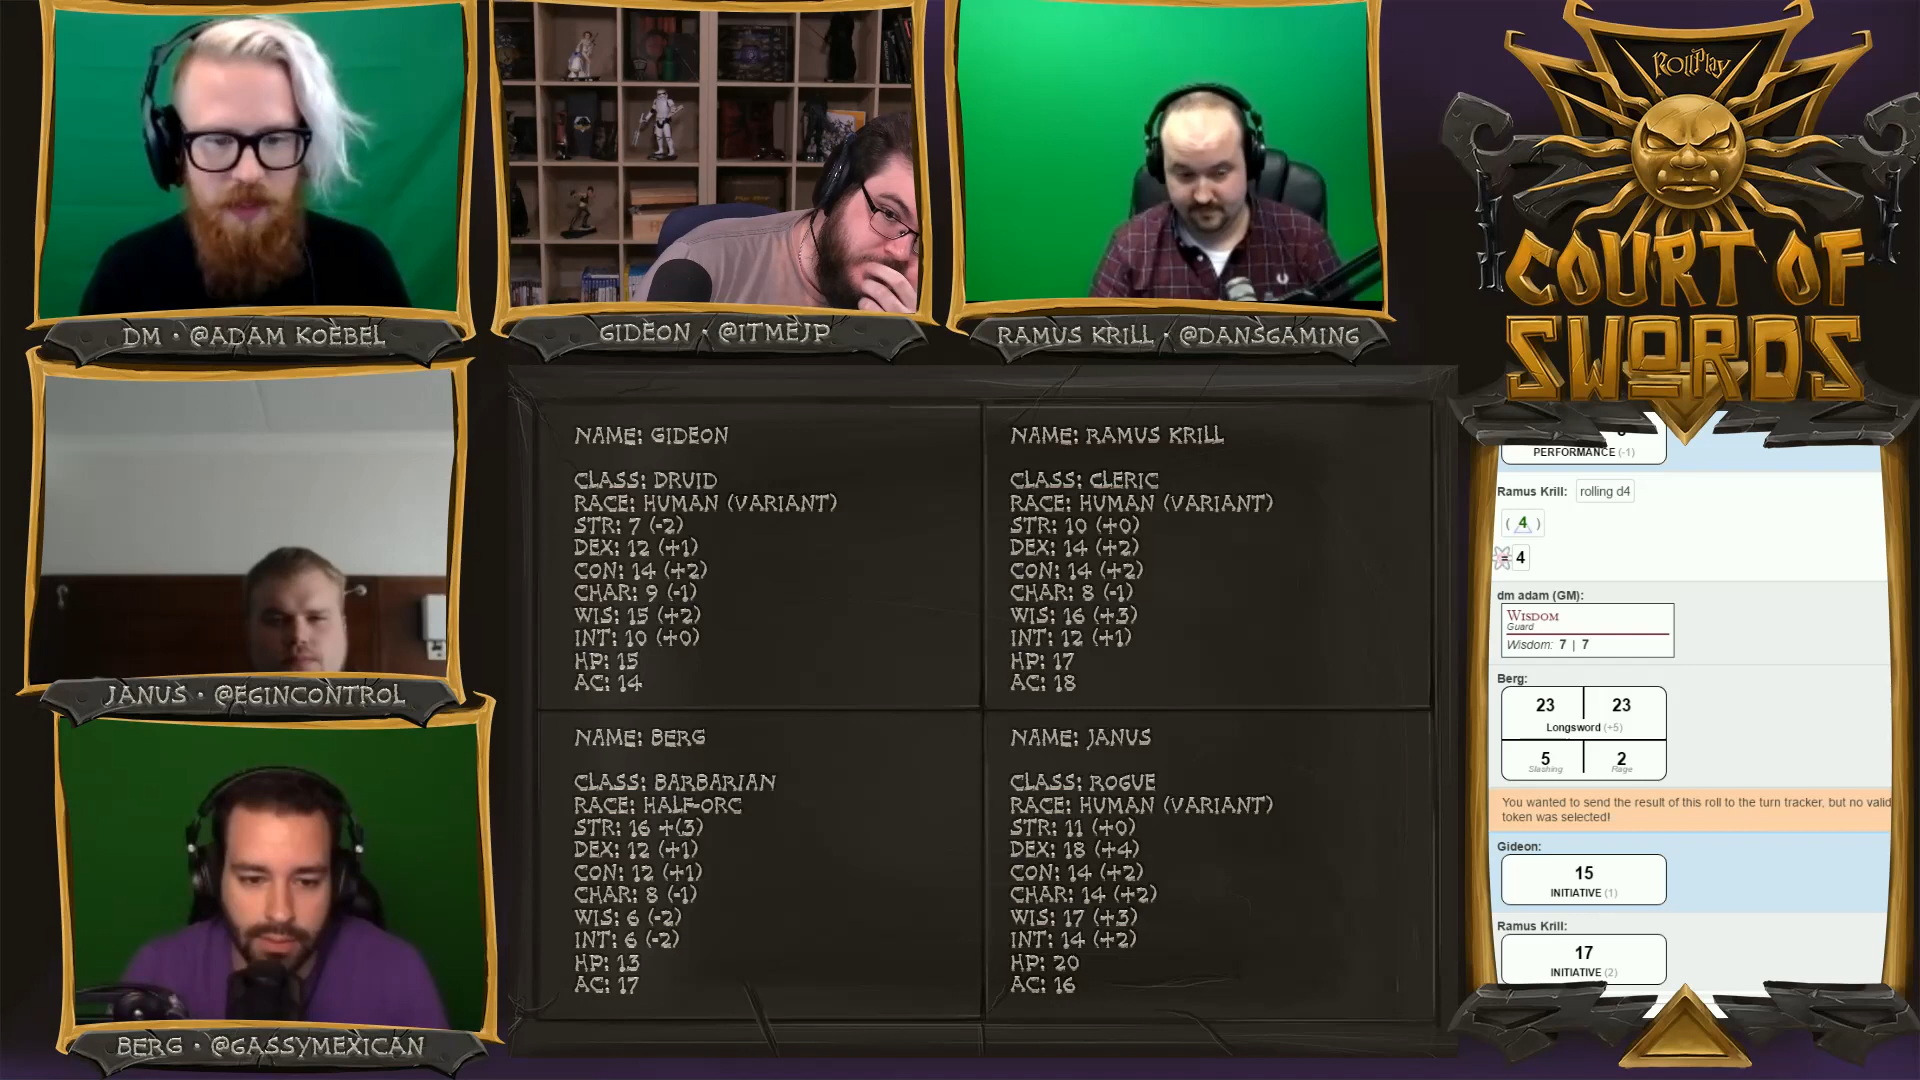 DM · @ADAM KOEBEL
GIDEON · @ITMEJP
RAMUS KRILL · @DANSGAMING
ROLLPLAY
COURT OF
SWORDS
JANUS · @EGINCONTROL
BERG · @GASSYMEXICAN
NAME: GIDEON
CLASS: DRUID
RACE: HUMAN (VARIANT)
STR: 7 (-2)
DEX: 12 (+1)
CON: 14 (+2)
CHAR: 9 (-1)
WIS: 15 (+2)
INT: 10 (+0)
HP: 15
AC: 14
NAME: RAMUS KRILL
CLASS: CLERIC
RACE: HUMAN (VARIANT)
STR: 10 (+0)
DEX: 14 (+2)
CON: 14 (+2)
CHAR: 8 (-1)
WIS: 16 (+3)
INT: 12 (+1)
HP: 17
AC: 18
NAME: BERG
CLASS: BARBARIAN
RACE: HALF-ORC
STR: 16 +(3)
DEX: 12 (+1)
CON: 12 (+1)
CHAR: 8 (-1)
WIS: 6 (-2)
INT: 6 (-2)
HP: 13
AC: 17
NAME: JANUS
CLASS: ROGUE
RACE: HUMAN (VARIANT)
STR: 11 (+0)
DEX: 18 (+4)
CON: 14 (+2)
CHAR: 14 (+2)
WIS: 17 (+3)
INT: 14 (+2)
HP: 20
AC: 16
PERFORMANCE (-1)
Ramus Krill: rolling d4
( 4 )
= 4
dm adam (GM):
WISDOM
Guard
Wisdom: 7 | 7
Berg:
23 23
Longsword (+5)
5 2
Slashing Rage
You wanted to send the result of this roll to the turn tracker, but no valid
token was selected!
Gideon:
15
INITIATIVE (1)
Ramus Krill:
17
INITIATIVE (2)